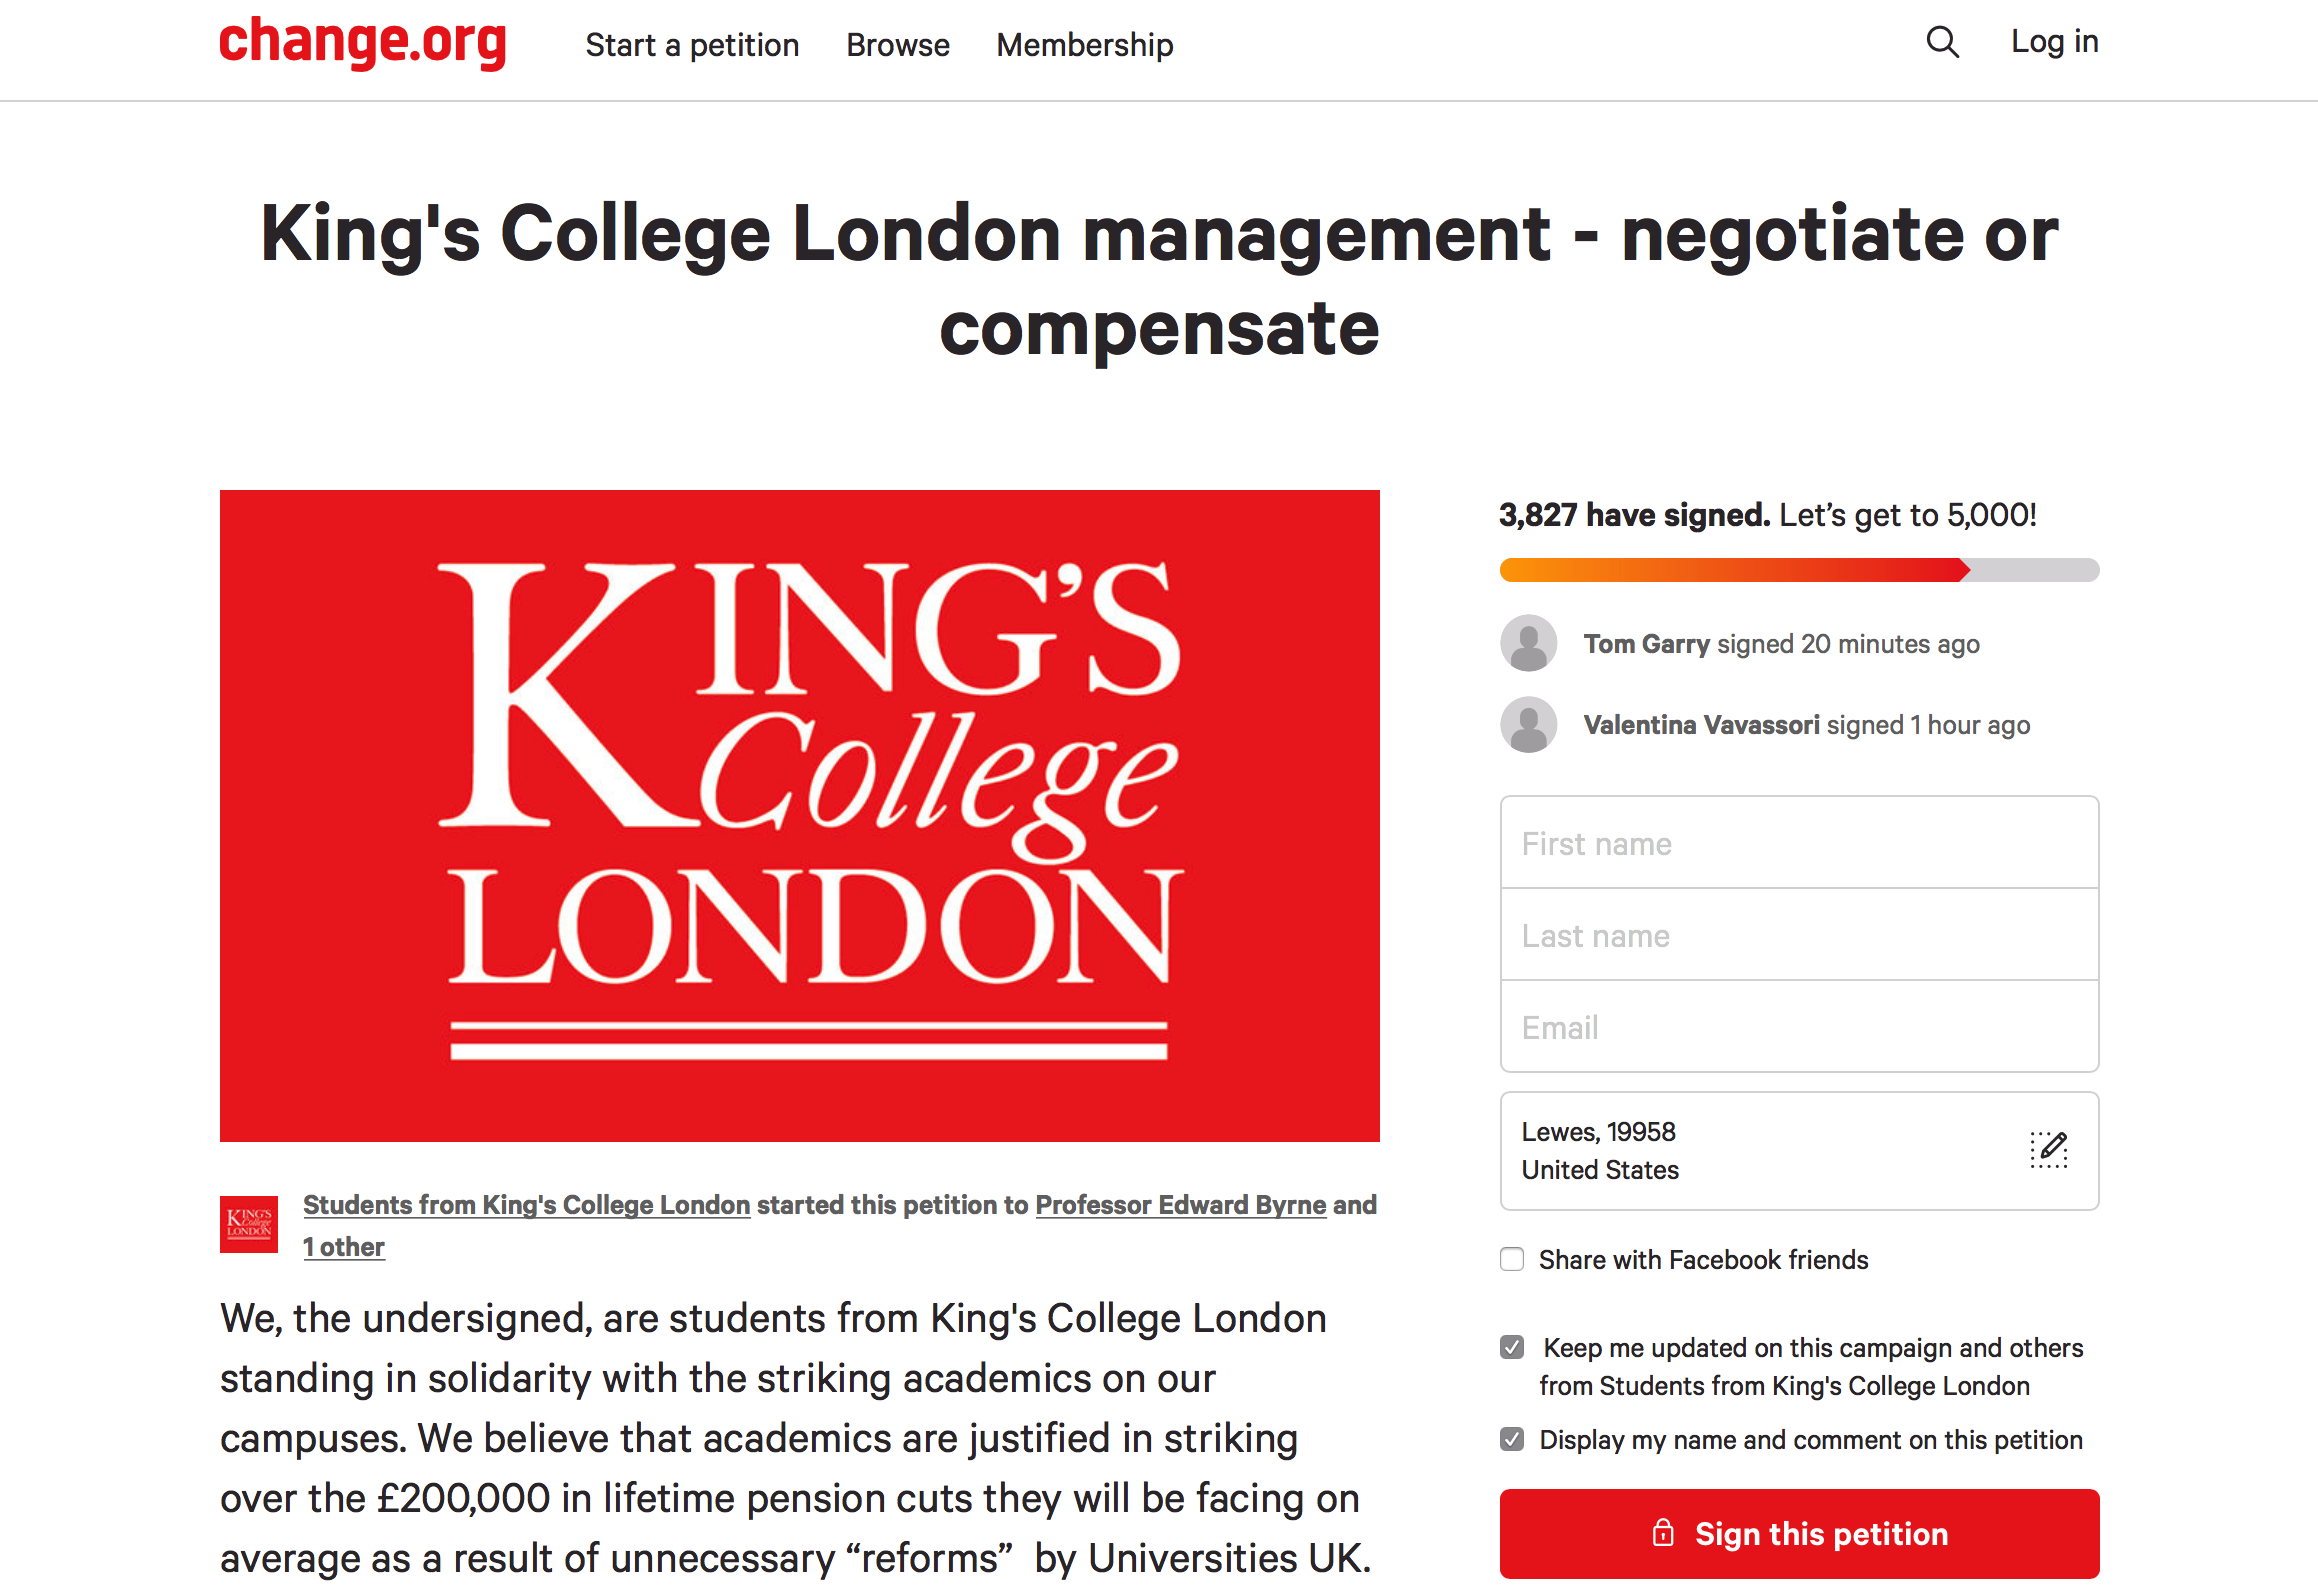 change.org
Start a petition
Browse
Membership
Log in
King's College London management - negotiate or
compensate
KING'S
College
LONDON
3,827 have signed. Let’s get to 5,000!
Tom Garry signed 20 minutes ago
Valentina Vavassori signed 1 hour ago
First name
Last name
Email
Lewes, 19958
United States
Share with Facebook friends
Keep me updated on this campaign and others
from Students from King's College London
Display my name and comment on this petition
Sign this petition
KING'S
College
LONDON
Students from King's College London started this petition to Professor Edward Byrne and
1 other
We, the undersigned, are students from King's College London
standing in solidarity with the striking academics on our
campuses. We believe that academics are justified in striking
over the £200,000 in lifetime pension cuts they will be facing on
average as a result of unnecessary “reforms”  by Universities UK.